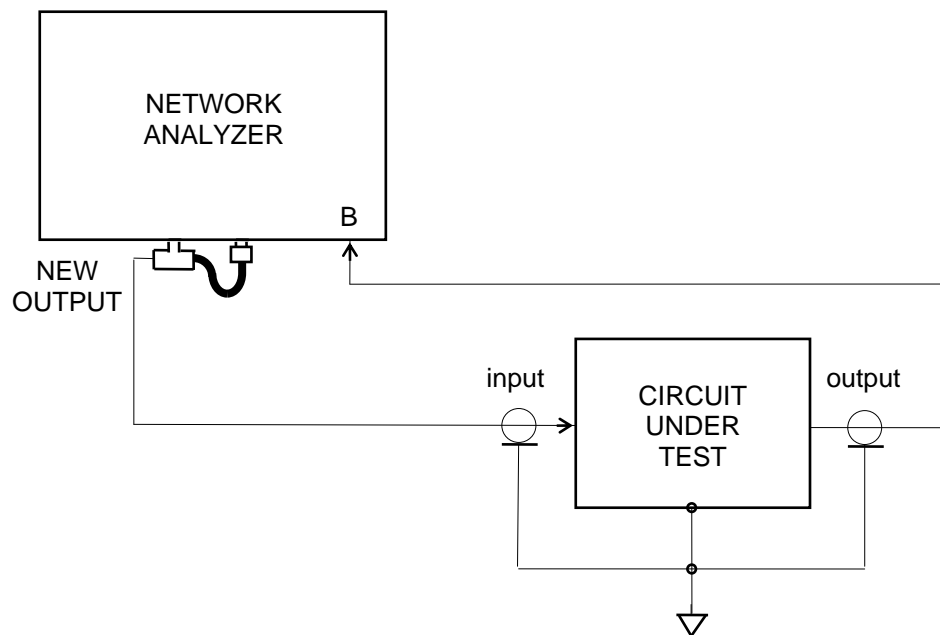 NETWORK
ANALYZER
B
NEW
OUTPUT
input
output
CIRCUIT
UNDER
TEST